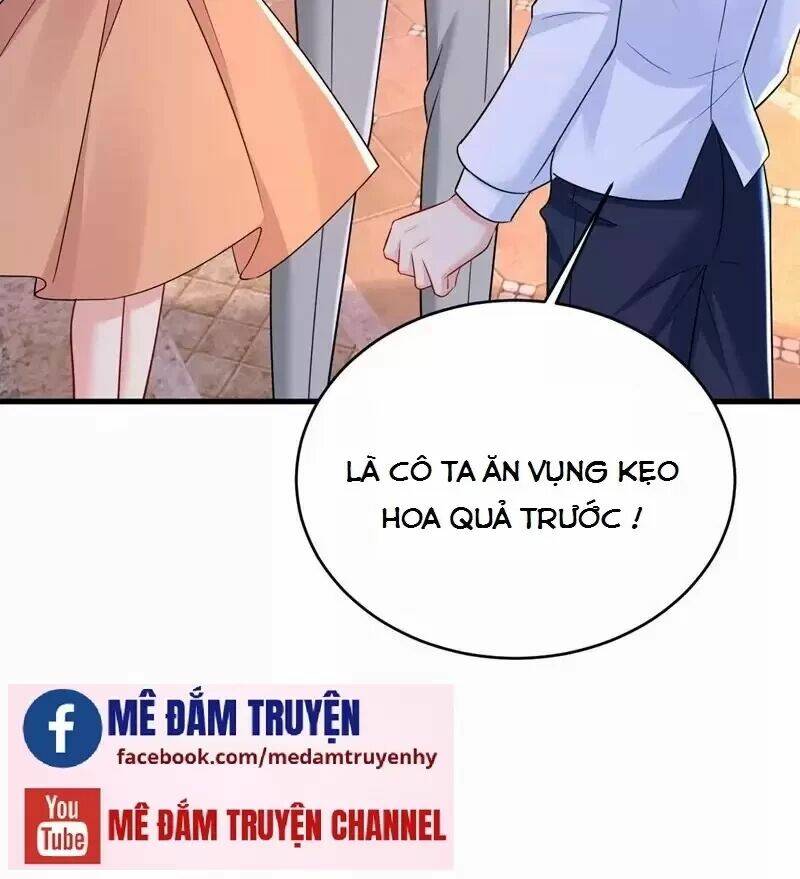 LÀ CÔ TA ĂN VỤNG KẸO
HOA QUẢ TRƯỚC !
f MÊ ĐẮM TRUYỆN
facebook.com/medamtruyenhy
You
Tube
MÊ ĐẮM TRUYỆN CHANNEL